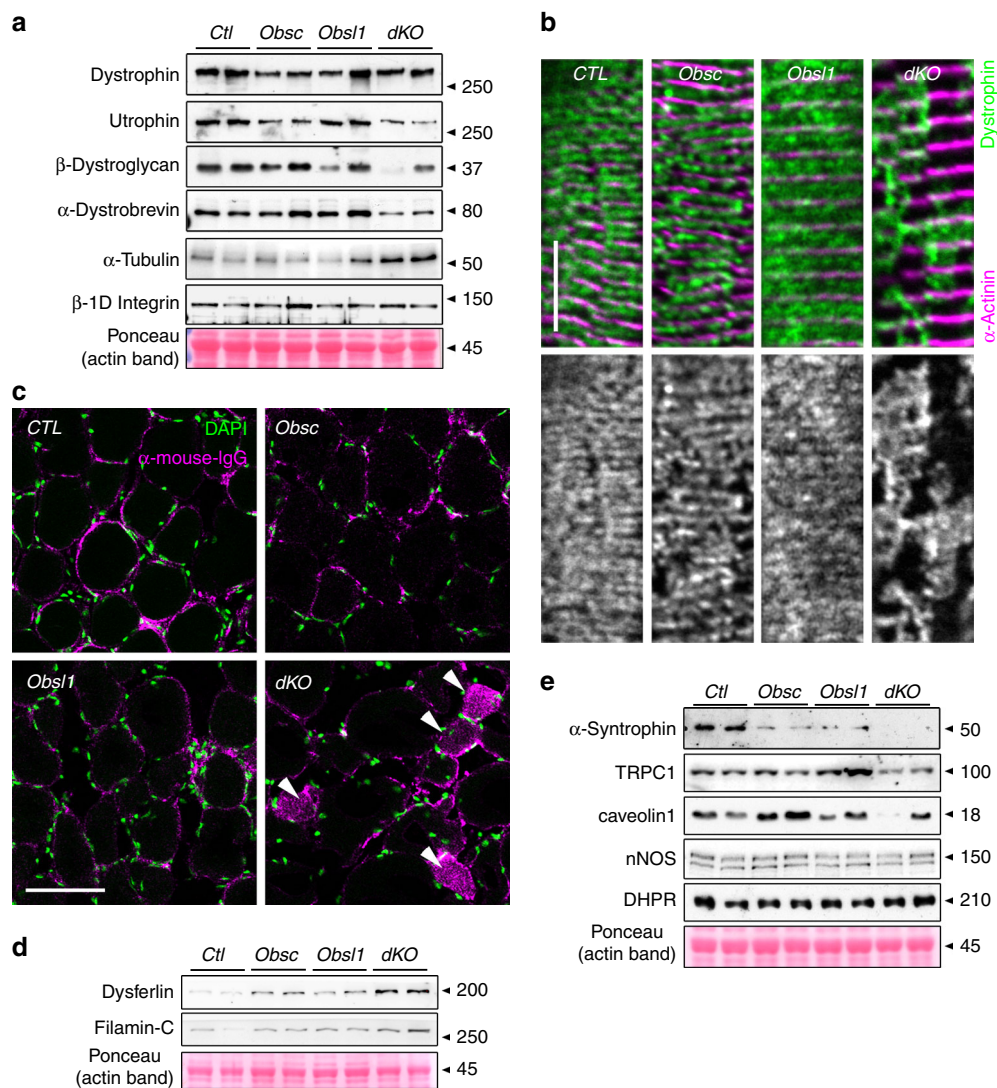 a
Ctl Obsc Obsl1 dKO
Dystrophin
◄ 250
Utrophin
◄ 250
β-Dystroglycan ◄ 37
α-Dystrobrevin ◄ 80
α-Tubulin ◄ 50
β-1D Integrin ◄ 150
Ponceau
(actin band) ◄ 45
b
CTL Obsc Obsl1 dKO
Dystrophin
α-Actinin
c
CTL
DAPI
α-mouse-IgG
Obsc
Obsl1
dKO
d
Ctl Obsc Obsl1 dKO
Dysferlin ◄ 200
Filamin-C ◄ 250
Ponceau
(actin band) ◄ 45
e
Ctl Obsc Obsl1 dKO
α-Syntrophin ◄ 50
TRPC1 ◄ 100
caveolin1 ◄ 18
nNOS ◄ 150
DHPR ◄ 210
Ponceau
(actin band) ◄ 45